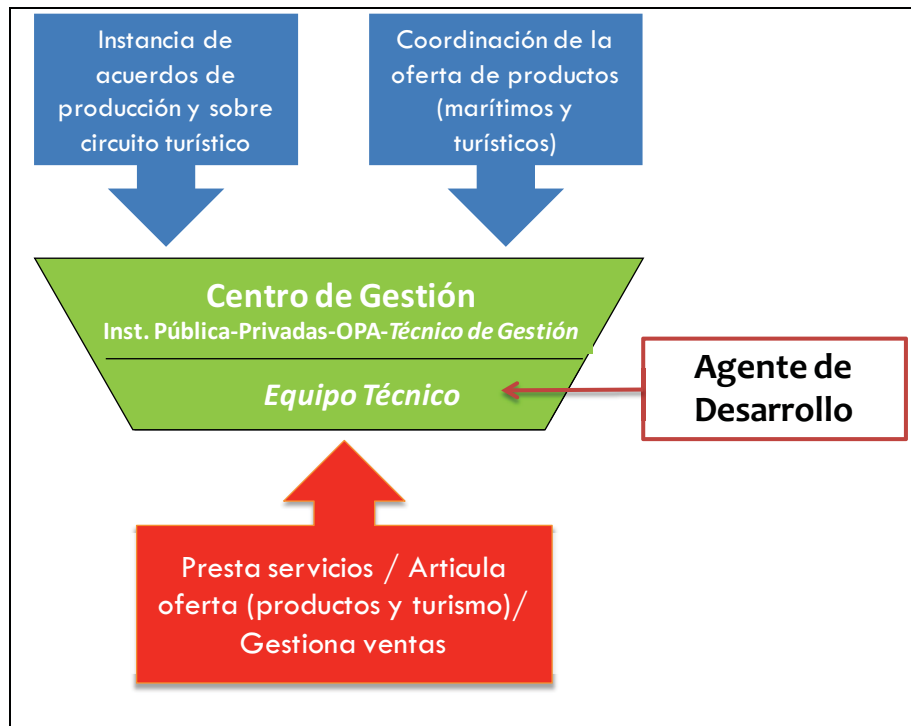 Instancia de
acuerdos de
producción y sobre
circuito turístico
Coordinación de la
oferta de productos
(marítimos y
turísticos)
Centro de Gestión
Inst. Pública-Privadas-OPA-Técnico de Gestión
Equipo Técnico
Agente de
Desarrollo
Presta servicios / Articula
oferta (productos y turismo)/
Gestiona ventas